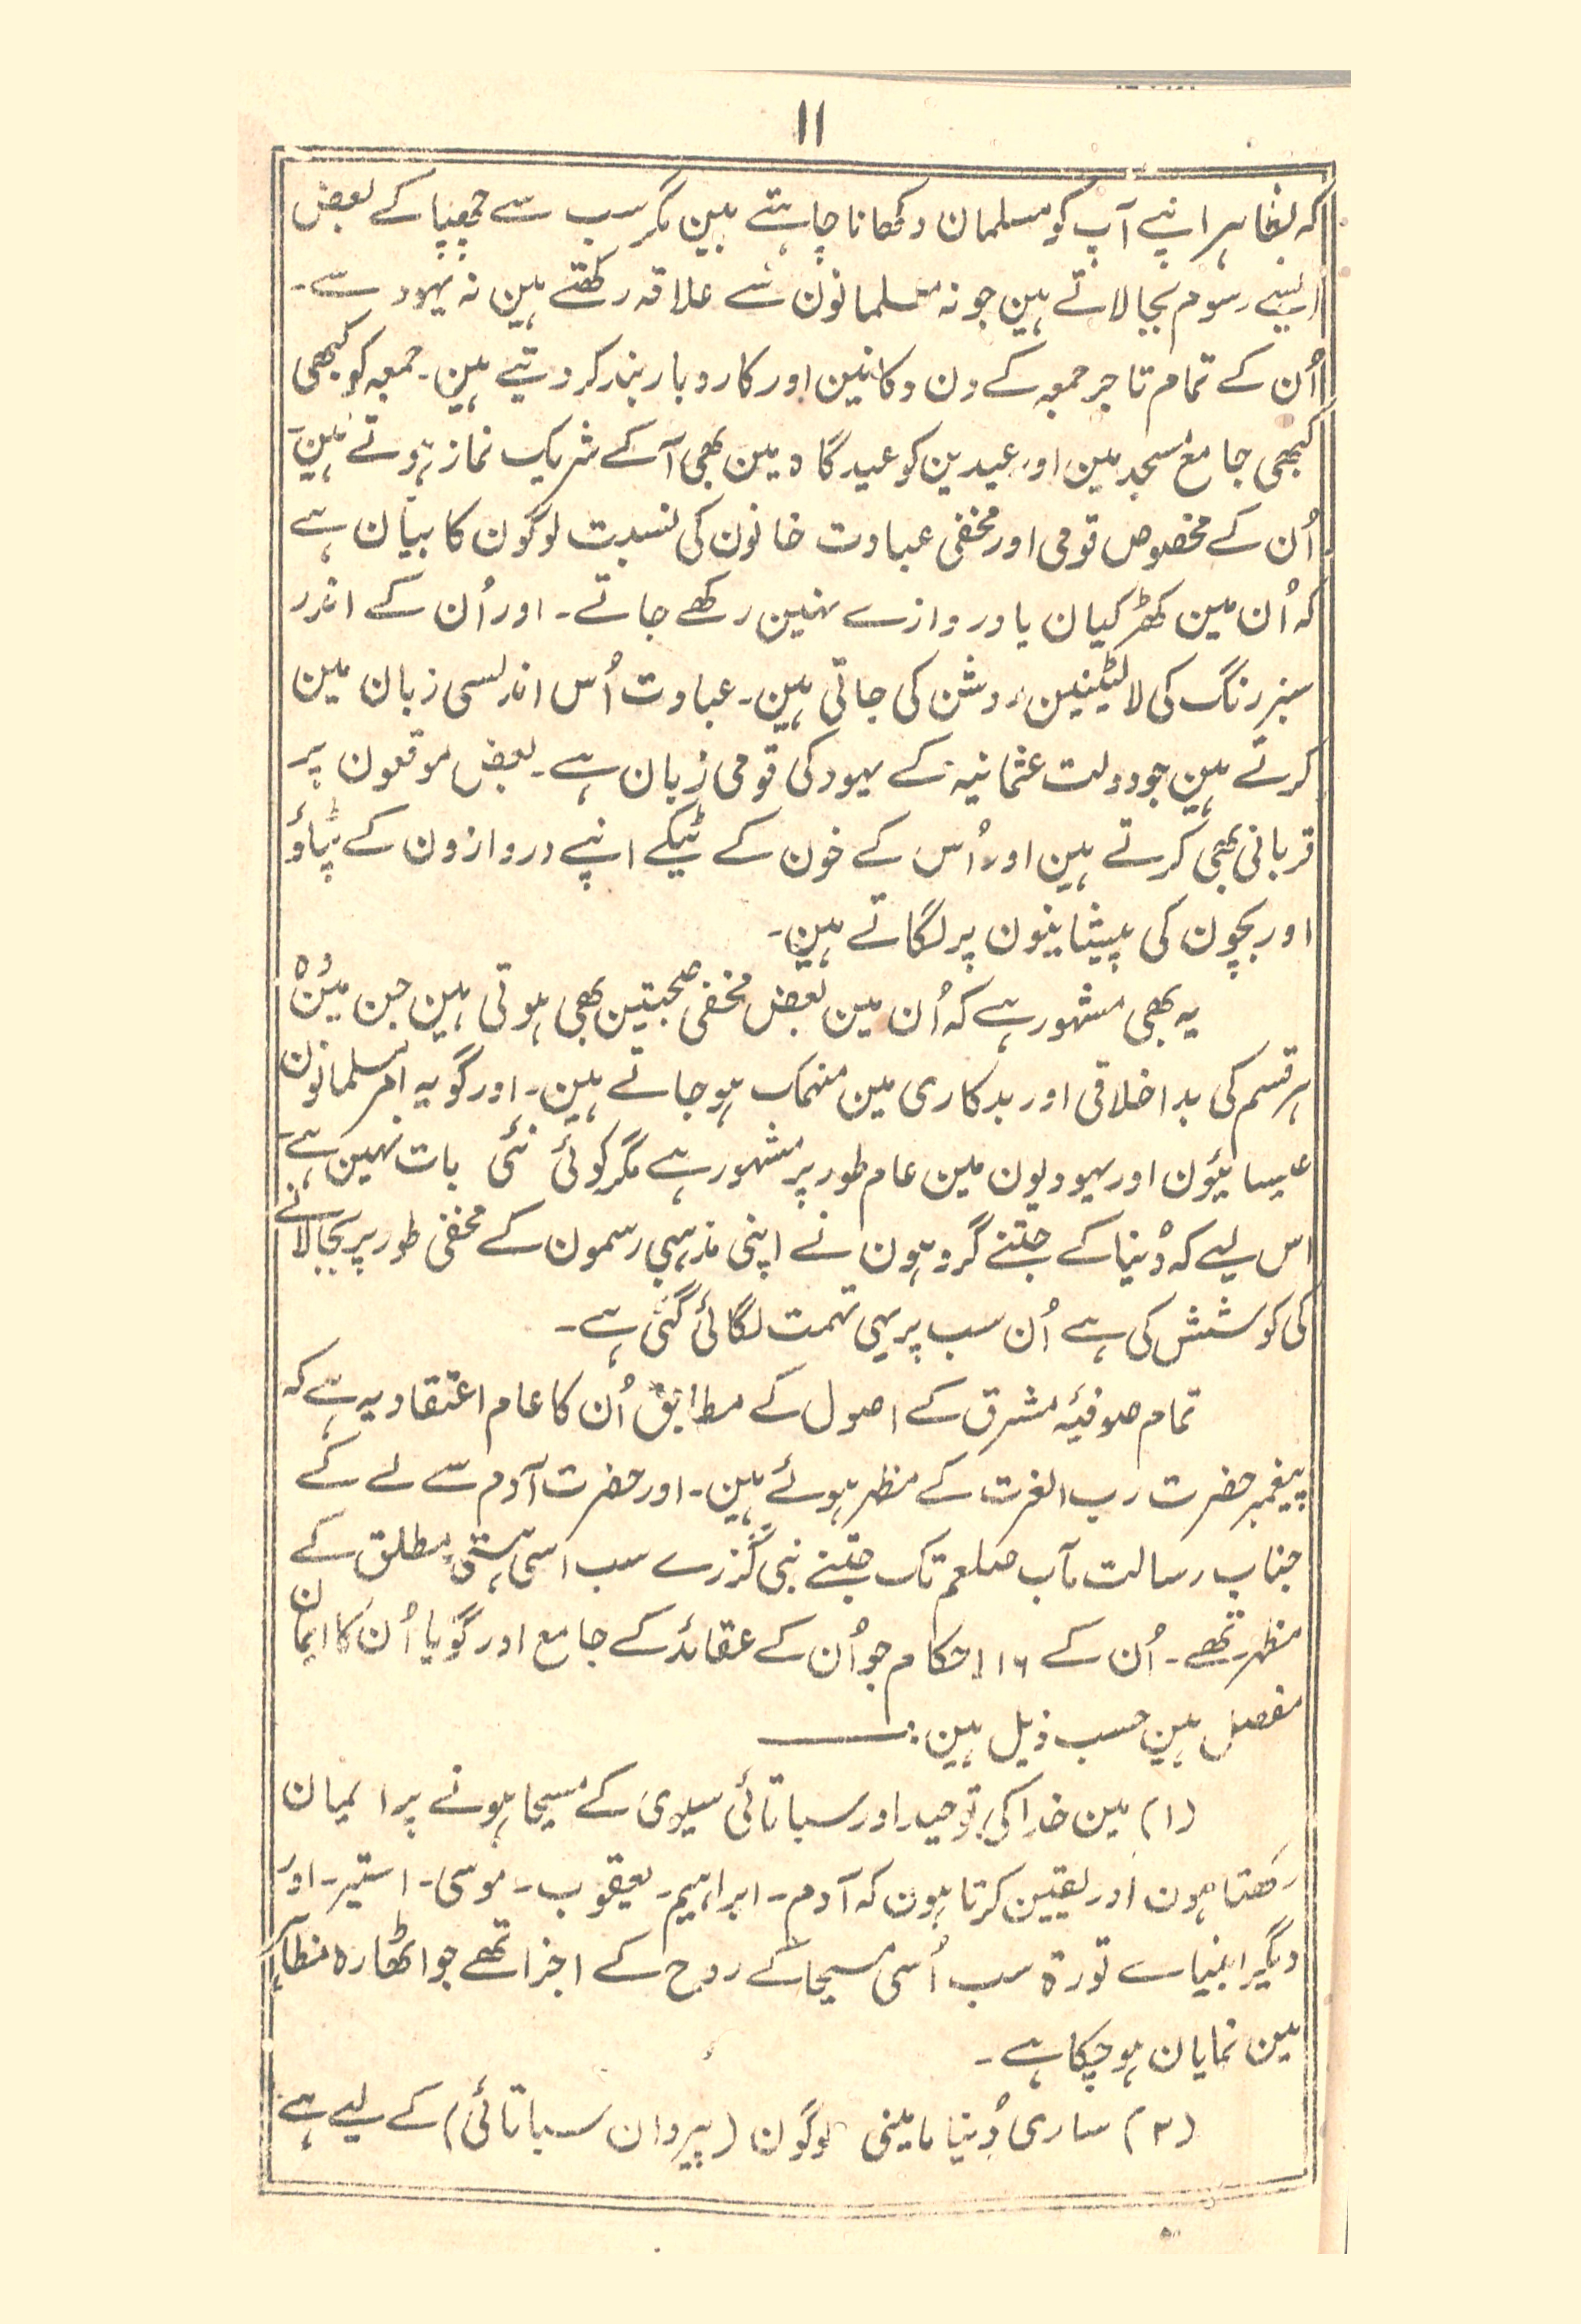 ۱۱
کہ بظاہر اپنے آپ کو مسلمان دکھانا چاہتے ہین مگر سب سے چھپا کے بعض
ایسے رسوم بجالاتے ہین جو نہ مسلمانون سے علاقہ رکھتے ہین نہ یہود سے۔
اُن کے تمام تاجر جمعہ کے دن دکانین اور کاروبار بند کر دیتے ہین۔ جمعہ کو کبھی
کبھی جامع مسجد مین اور عیدین کو عیدگاہ مین بھی آ کے شریک نماز ہوتے ہین
اُن کے مخصوص قومی اور مخفی عبادت خانون کی نسبت لوگون کا بیان ہے
کہ اُن مین کھڑکیان یا دروازے نہین رکھے جاتے۔ اور اُن کے اندر
سبز رنگ کی لالٹینین روشن کی جاتی ہین۔ عبادت اُس اندلسی زبان مین
کرتے ہین جو دولت عثمانیہ کے یہود کی قومی زبان ہے۔ بعض موقعون پر
قربانی بھی کرتے ہین اور اُس کے خون کے ٹیکے اپنے دروازون کے پٹاؤ
اور بچون کی پیشانیون پر لگاتے ہین۔
یہ بھی مشہور ہے کہ اُن مین بعض مخفی صحبتین بھی ہوتی ہین جن مین وُہ
ہر قسم کی بد اخلاقی اور بدکاری مین منہمک ہو جاتے ہین۔ اور گو یہ امر مسلمانون
عیسائیون اور یہودیون مین عام طور پر مشہور ہے مگر کوئی نئی بات نہین ہے
اس لیے کہ دُنیا کے جتنے گروہون نے اپنی مذہبی رسمون کے مخفی طور پر بجالانے
کی کوشش کی ہے اُن سب پر یہی تہمت لگائی گئی ہے۔
تمام صوفیۂ مشرق کے اصول کے مطابق اُن کا عام اعتقاد یہ ہے کہ
پیغمبر حضرت رب العزت کے مظہر ہوئے ہین۔ اور حضرت آدم سے لے کے
جناب رسالت مآب صلعم تک جتنے نبی گزرے سب اسی ہستی مطلق کے
مظہر تھے۔ اُن کے ۱۶ احکام جو اُن کے عقائد کے جامع اور گویا اُن کا ایمان
مفصل ہین حسب ذیل ہین:۔
(۱) مین خدا کی توحید اور سباتائی سیوی کے مسیحا ہونے پر ایمان
رکھتا ہون اور یقین کرتا ہون کہ آدم۔ ابراہیم۔ یعقوب۔ موسی۔ استیر۔ اور
دیگر انبیاے تورۃ سب اُسی مسیحا کے روح کے اجزا تھے جو اٹھارہ مظاہر
مین نمایان ہو چکا ہے۔
(۲) ساری دُنیا مایینی لوگون (پیروان سباتائی) کے لیے ہے